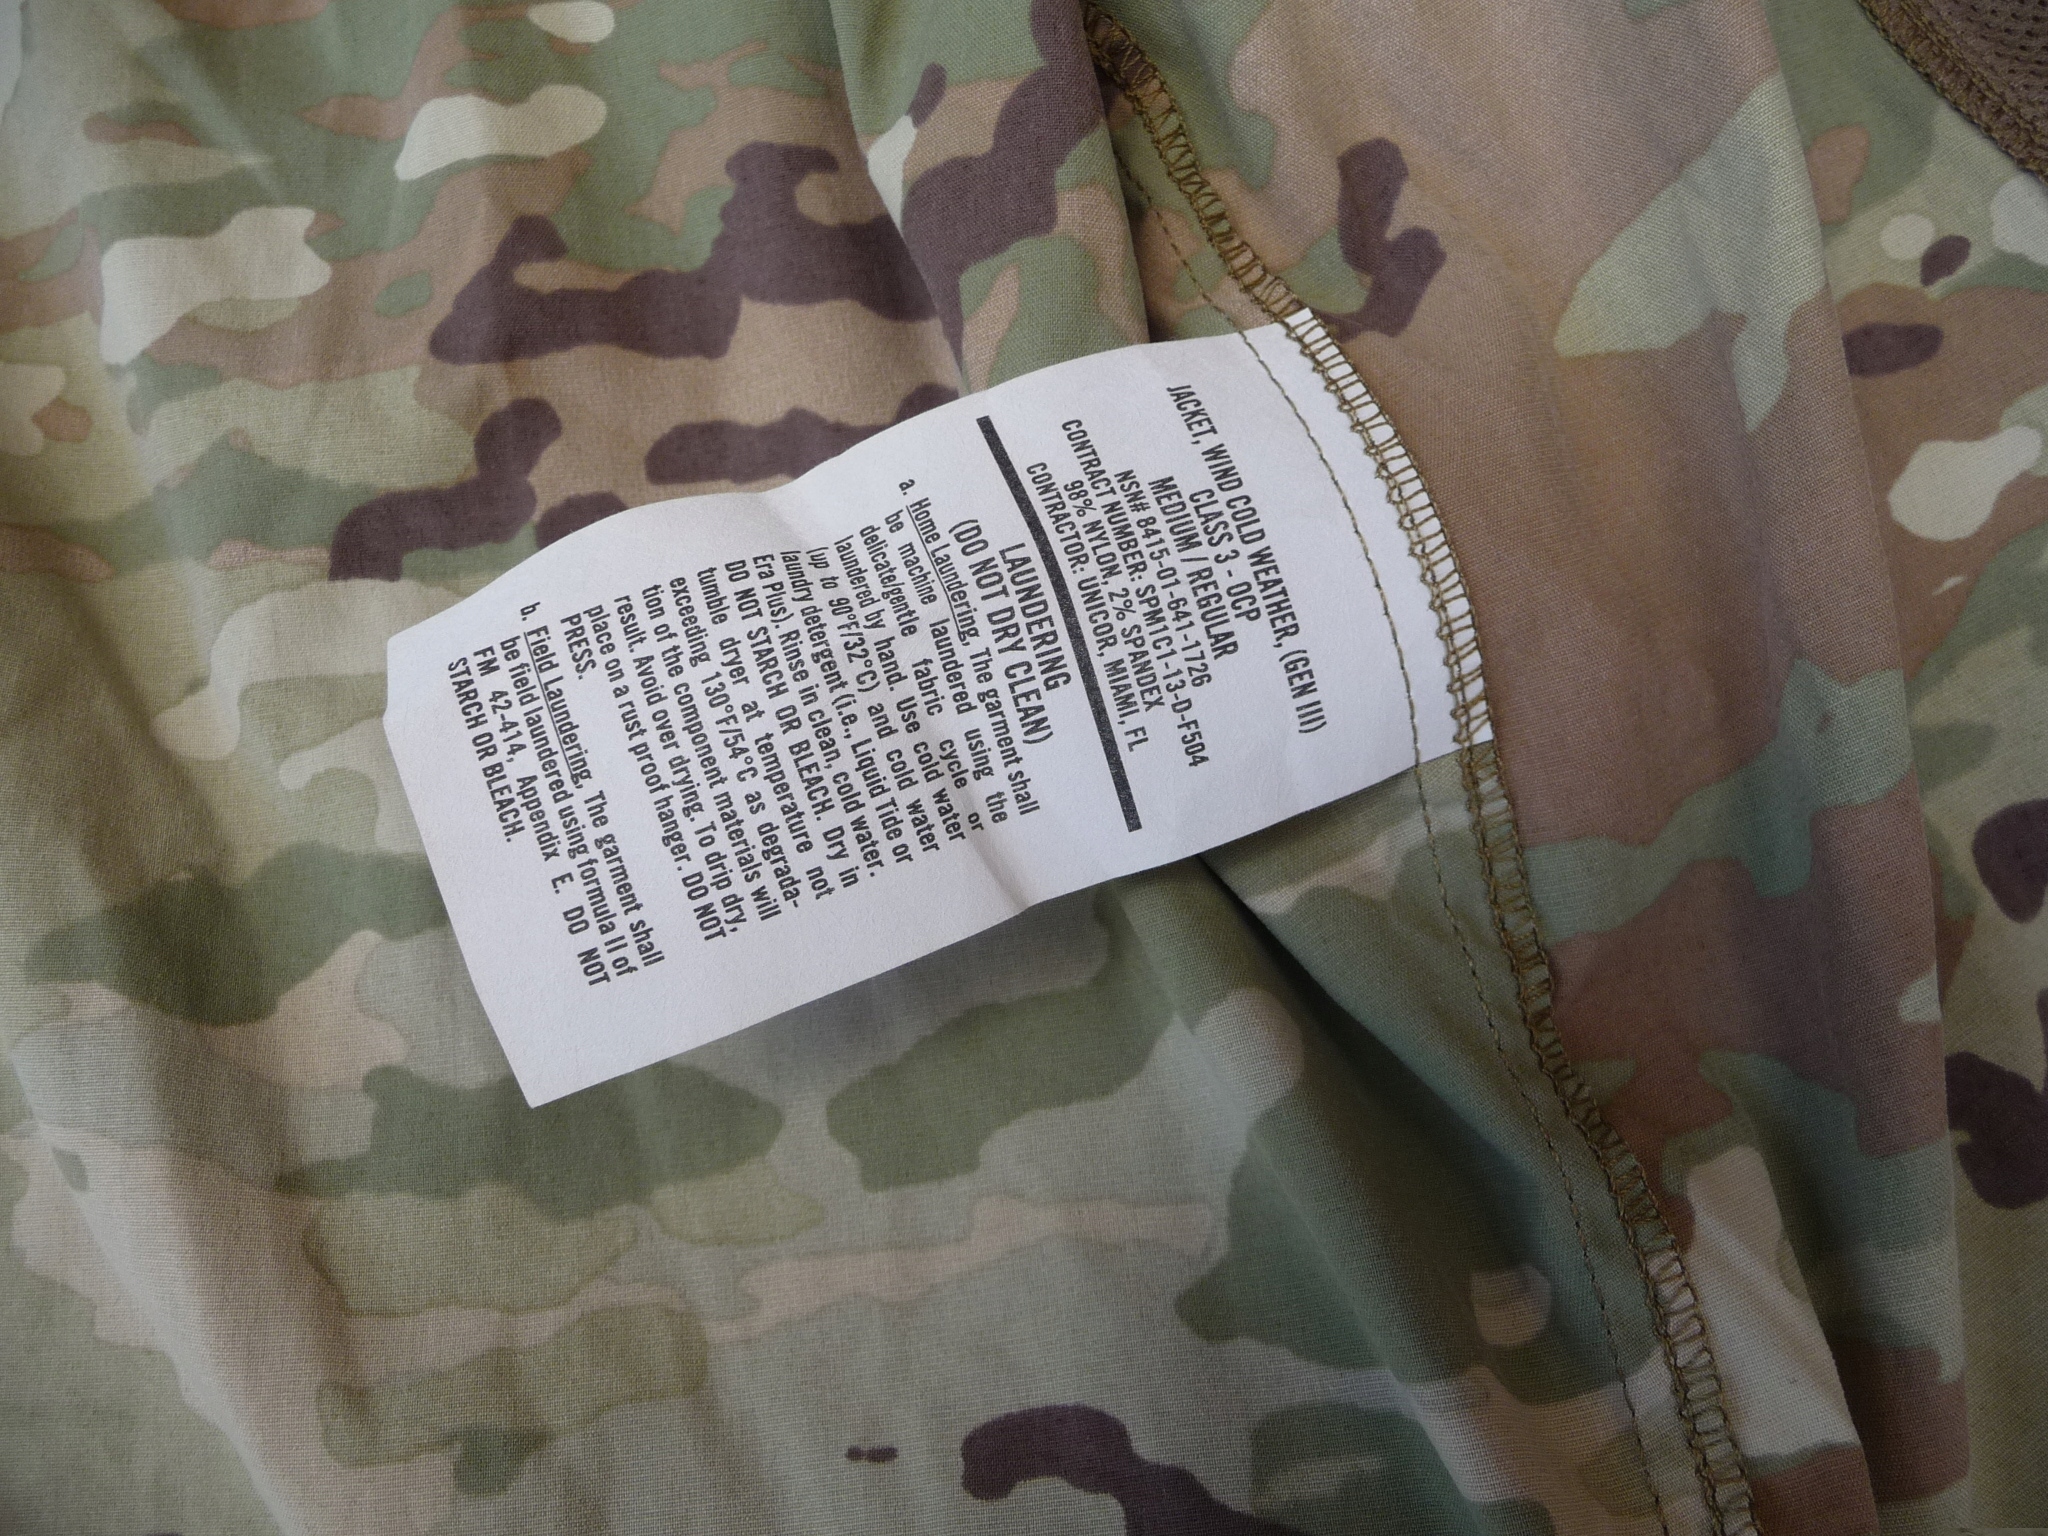 JACKET, WIND COLD WEATHER, (GEN III)
CLASS 3 - OCP
MEDIUM / REGULAR
NSN# 8415-01-641-1726
CONTRACT NUMBER: SPM1C1-13-D-F504
98% NYLON, 2% SPANDEX
CONTRACTOR: UNICOR, MIAMI, FL
LAUNDERING
(DO NOT DRY CLEAN)
a. Home Laundering. The garment shall
be machine laundered using the
delicate/gentle fabric cycle or
laundered by hand. Use cold water
(up to 90°F/32°C) and cold water
laundry detergent (i.e., Liquid Tide or
Era Plus). Rinse in clean, cold water.
DO NOT STARCH OR BLEACH. Dry in
tumble dryer at temperature not
exceeding 130°F/54°C as degrada-
tion of the component materials will
result. Avoid over drying. To drip dry,
place on a rust proof hanger. DO NOT
PRESS.
b. Field Laundering. The garment shall
be field laundered using formula II of
FM 42-414, Appendix E. DO NOT
STARCH OR BLEACH.